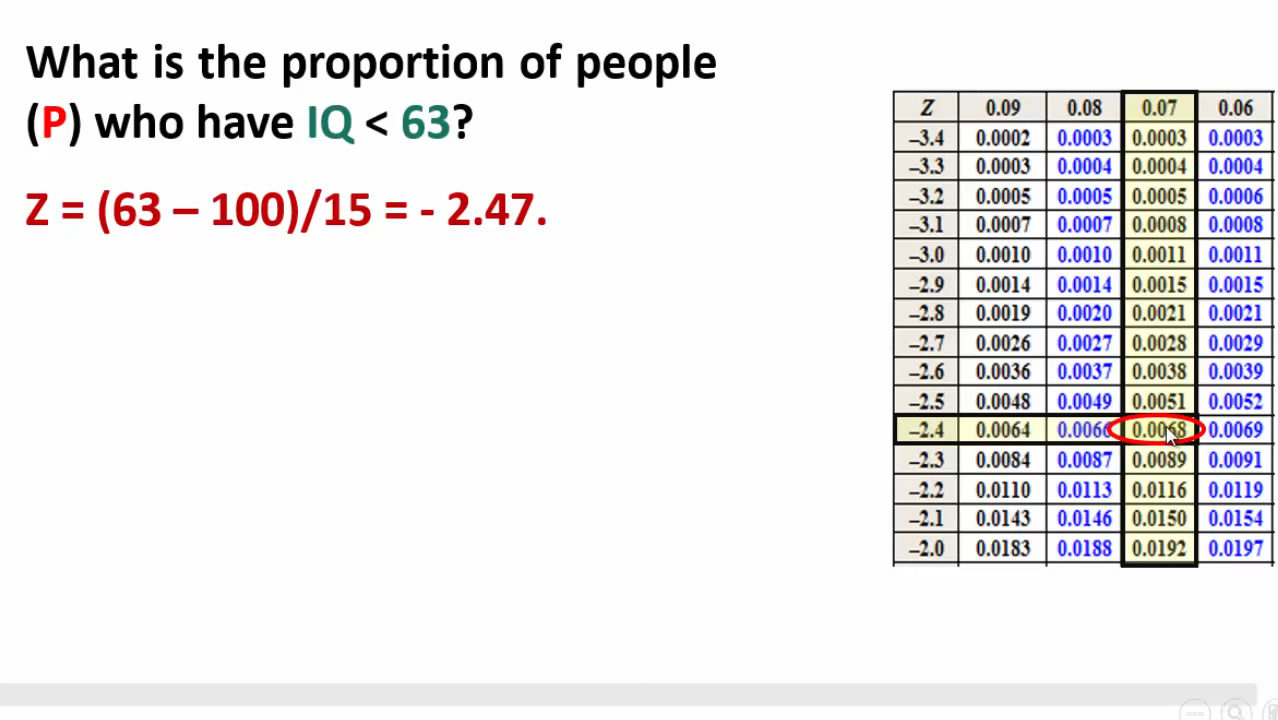 What is the proportion of people
(P) who have IQ < 63?
Z = (63 – 100)/15 = - 2.47.
Z 0.09 0.08 0.07 0.06
–3.4 0.0002 0.0003 0.0003 0.0003
–3.3 0.0003 0.0004 0.0004 0.0004
–3.2 0.0005 0.0005 0.0005 0.0006
–3.1 0.0007 0.0007 0.0008 0.0008
–3.0 0.0010 0.0010 0.0011 0.0011
–2.9 0.0014 0.0014 0.0015 0.0015
–2.8 0.0019 0.0020 0.0021 0.0021
–2.7 0.0026 0.0027 0.0028 0.0029
–2.6 0.0036 0.0037 0.0038 0.0039
–2.5 0.0048 0.0049 0.0051 0.0052
–2.4 0.0064 0.0066 0.0068 0.0069
–2.3 0.0084 0.0087 0.0089 0.0091
–2.2 0.0110 0.0113 0.0116 0.0119
–2.1 0.0143 0.0146 0.0150 0.0154
–2.0 0.0183 0.0188 0.0192 0.0197